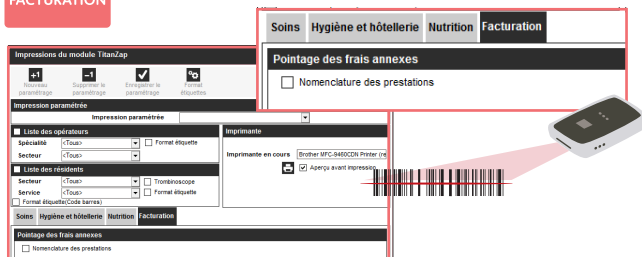 FACTURATION
Soins Hygiène et hôtellerie Nutrition Facturation
Pointage des frais annexes
Nomenclature des prestations
Impressions du module TitanZap
+1 -1
Nouveau paramétrage Supprimer le paramétrage Enregistrer le paramétrage Format étiquettes
Impression paramétrée
Impression paramétrée
Liste des opérateurs Imprimante
Spécialité <Tous> Format étiquette
Secteur <Tous> Imprimante en cours Brother MFC-9460CDN Printer (re
Aperçu avant impression
Liste des résidents
Secteur <Tous> Trombinoscope
Service <Tous> Format étiquette
Format étiquette(Code barres)
Soins Hygiène et hôtellerie Nutrition Facturation
Pointage des frais annexes
Nomenclature des prestations